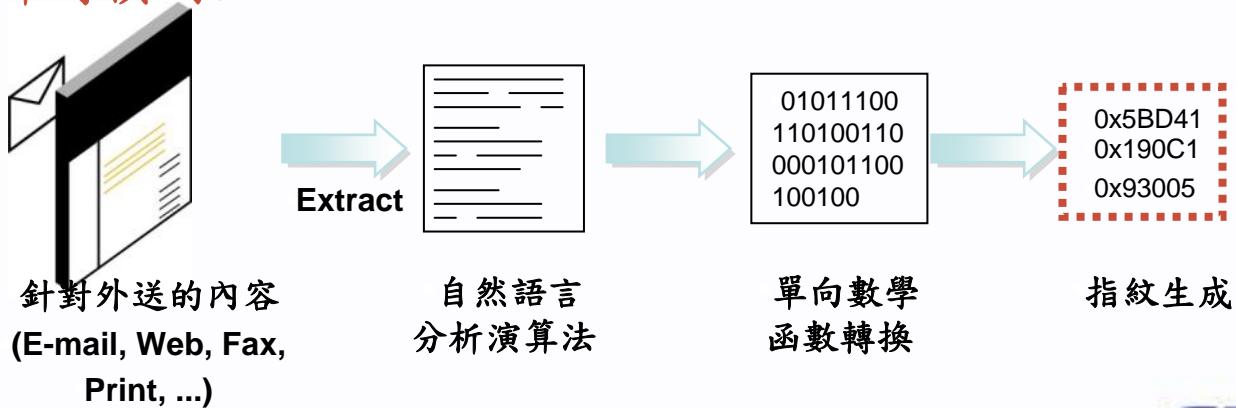 Extract
01011100
110100110
000101100
100100
0x5BD41
0x190C1
0x93005
針對外送的內容
(E-mail, Web, Fax,
Print, ...)
自然語言
分析演算法
單向數學
函數轉換
指紋生成